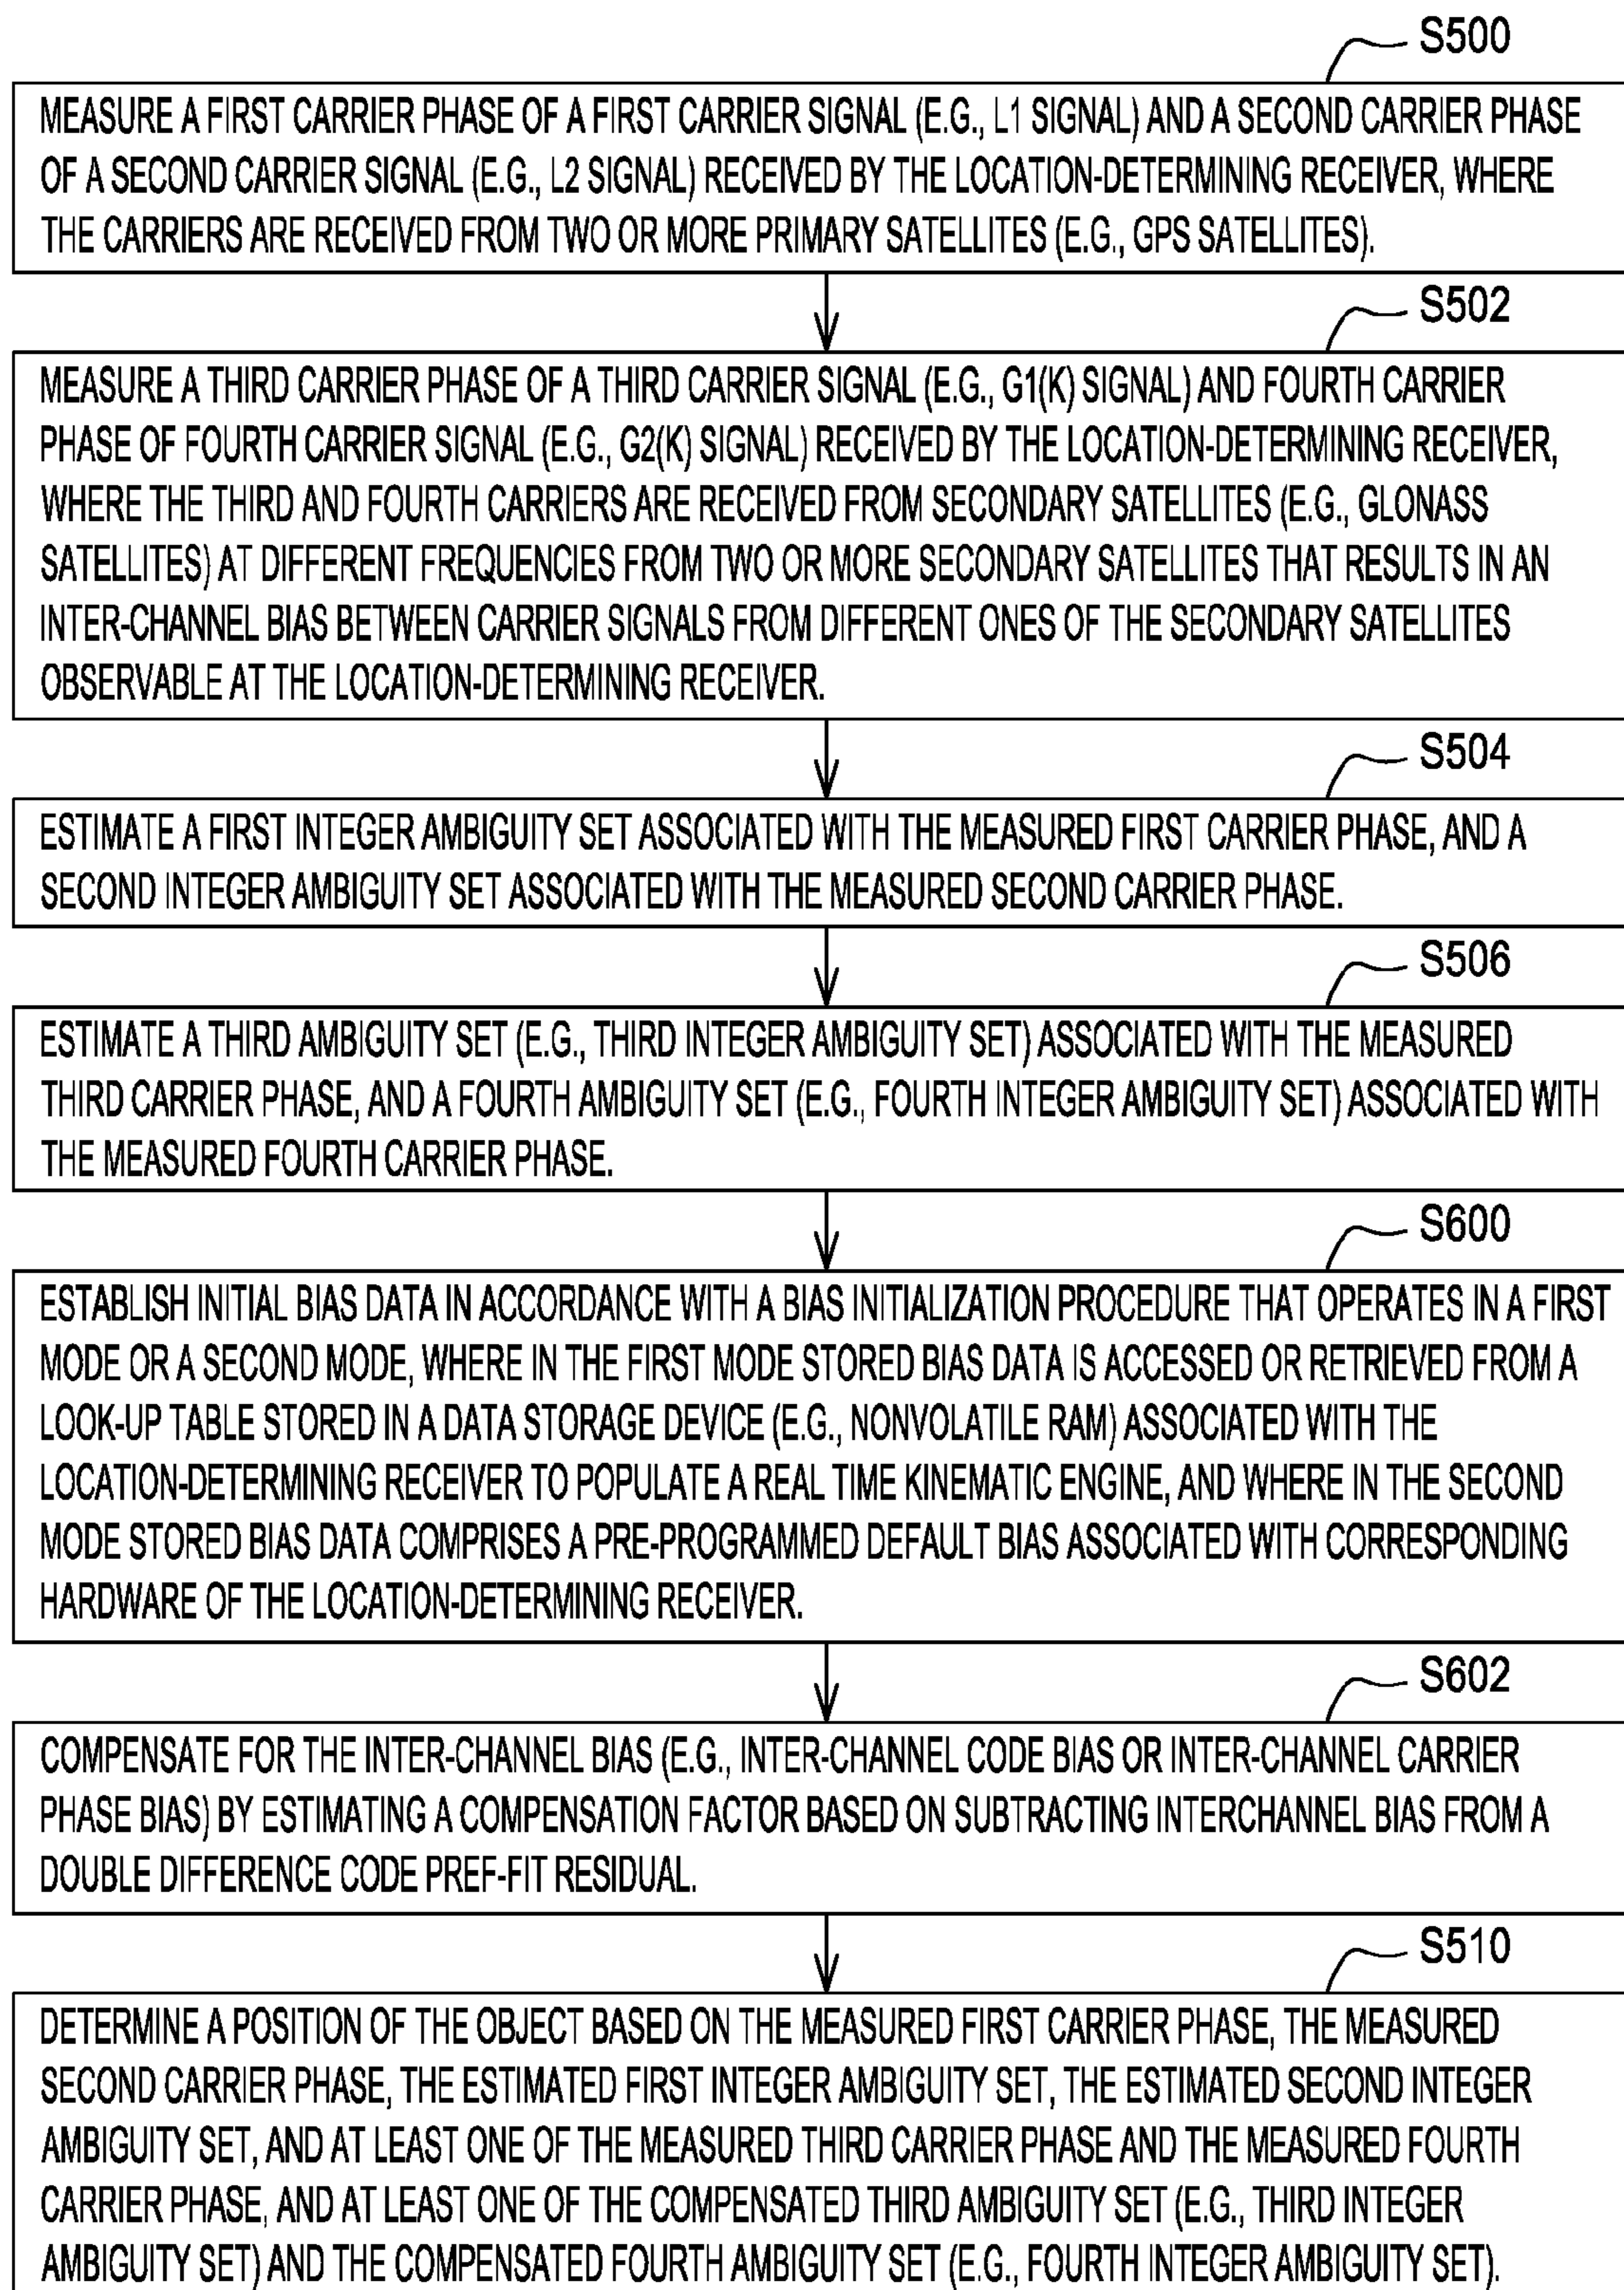 S500
MEASURE A FIRST CARRIER PHASE OF A FIRST CARRIER SIGNAL (E.G., L1 SIGNAL) AND A SECOND CARRIER PHASE
OF A SECOND CARRIER SIGNAL (E.G., L2 SIGNAL) RECEIVED BY THE LOCATION-DETERMINING RECEIVER, WHERE
THE CARRIERS ARE RECEIVED FROM TWO OR MORE PRIMARY SATELLITES (E.G., GPS SATELLITES).
S502
MEASURE A THIRD CARRIER PHASE OF A THIRD CARRIER SIGNAL (E.G., G1(K) SIGNAL) AND FOURTH CARRIER
PHASE OF FOURTH CARRIER SIGNAL (E.G., G2(K) SIGNAL) RECEIVED BY THE LOCATION-DETERMINING RECEIVER,
WHERE THE THIRD AND FOURTH CARRIERS ARE RECEIVED FROM SECONDARY SATELLITES (E.G., GLONASS
SATELLITES) AT DIFFERENT FREQUENCIES FROM TWO OR MORE SECONDARY SATELLITES THAT RESULTS IN AN
INTER-CHANNEL BIAS BETWEEN CARRIER SIGNALS FROM DIFFERENT ONES OF THE SECONDARY SATELLITES
OBSERVABLE AT THE LOCATION-DETERMINING RECEIVER.
S504
ESTIMATE A FIRST INTEGER AMBIGUITY SET ASSOCIATED WITH THE MEASURED FIRST CARRIER PHASE, AND A
SECOND INTEGER AMBIGUITY SET ASSOCIATED WITH THE MEASURED SECOND CARRIER PHASE.
S506
ESTIMATE A THIRD AMBIGUITY SET (E.G., THIRD INTEGER AMBIGUITY SET) ASSOCIATED WITH THE MEASURED
THIRD CARRIER PHASE, AND A FOURTH AMBIGUITY SET (E.G., FOURTH INTEGER AMBIGUITY SET) ASSOCIATED WITH
THE MEASURED FOURTH CARRIER PHASE.
S600
ESTABLISH INITIAL BIAS DATA IN ACCORDANCE WITH A BIAS INITIALIZATION PROCEDURE THAT OPERATES IN A FIRST
MODE OR A SECOND MODE, WHERE IN THE FIRST MODE STORED BIAS DATA IS ACCESSED OR RETRIEVED FROM A
LOOK-UP TABLE STORED IN A DATA STORAGE DEVICE (E.G., NONVOLATILE RAM) ASSOCIATED WITH THE
LOCATION-DETERMINING RECEIVER TO POPULATE A REAL TIME KINEMATIC ENGINE, AND WHERE IN THE SECOND
MODE STORED BIAS DATA COMPRISES A PRE-PROGRAMMED DEFAULT BIAS ASSOCIATED WITH CORRESPONDING
HARDWARE OF THE LOCATION-DETERMINING RECEIVER.
S602
COMPENSATE FOR THE INTER-CHANNEL BIAS (E.G., INTER-CHANNEL CODE BIAS OR INTER-CHANNEL CARRIER
PHASE BIAS) BY ESTIMATING A COMPENSATION FACTOR BASED ON SUBTRACTING INTERCHANNEL BIAS FROM A
DOUBLE DIFFERENCE CODE PREF-FIT RESIDUAL.
S510
DETERMINE A POSITION OF THE OBJECT BASED ON THE MEASURED FIRST CARRIER PHASE, THE MEASURED
SECOND CARRIER PHASE, THE ESTIMATED FIRST INTEGER AMBIGUITY SET, THE ESTIMATED SECOND INTEGER
AMBIGUITY SET, AND AT LEAST ONE OF THE MEASURED THIRD CARRIER PHASE AND THE MEASURED FOURTH
CARRIER PHASE, AND AT LEAST ONE OF THE COMPENSATED THIRD AMBIGUITY SET (E.G., THIRD INTEGER
AMBIGUITY SET) AND THE COMPENSATED FOURTH AMBIGUITY SET (E.G., FOURTH INTEGER AMBIGUITY SET).